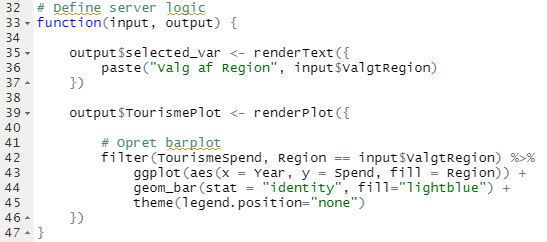 32 # Define server logic
33 function(input, output) {
34
35     output$selected_var <- renderText({
36         paste("Valg af Region", input$ValgtRegion)
37     })
38
39     output$TourismePlot <- renderPlot({
40
41         # Opret barplot
42         filter(TourismeSpend, Region == input$ValgtRegion) %>%
43             ggplot(aes(x = Year, y = Spend, fill = Region)) +
44             geom_bar(stat = "identity", fill="lightblue") +
45             theme(legend.position="none")
46     })
47 }